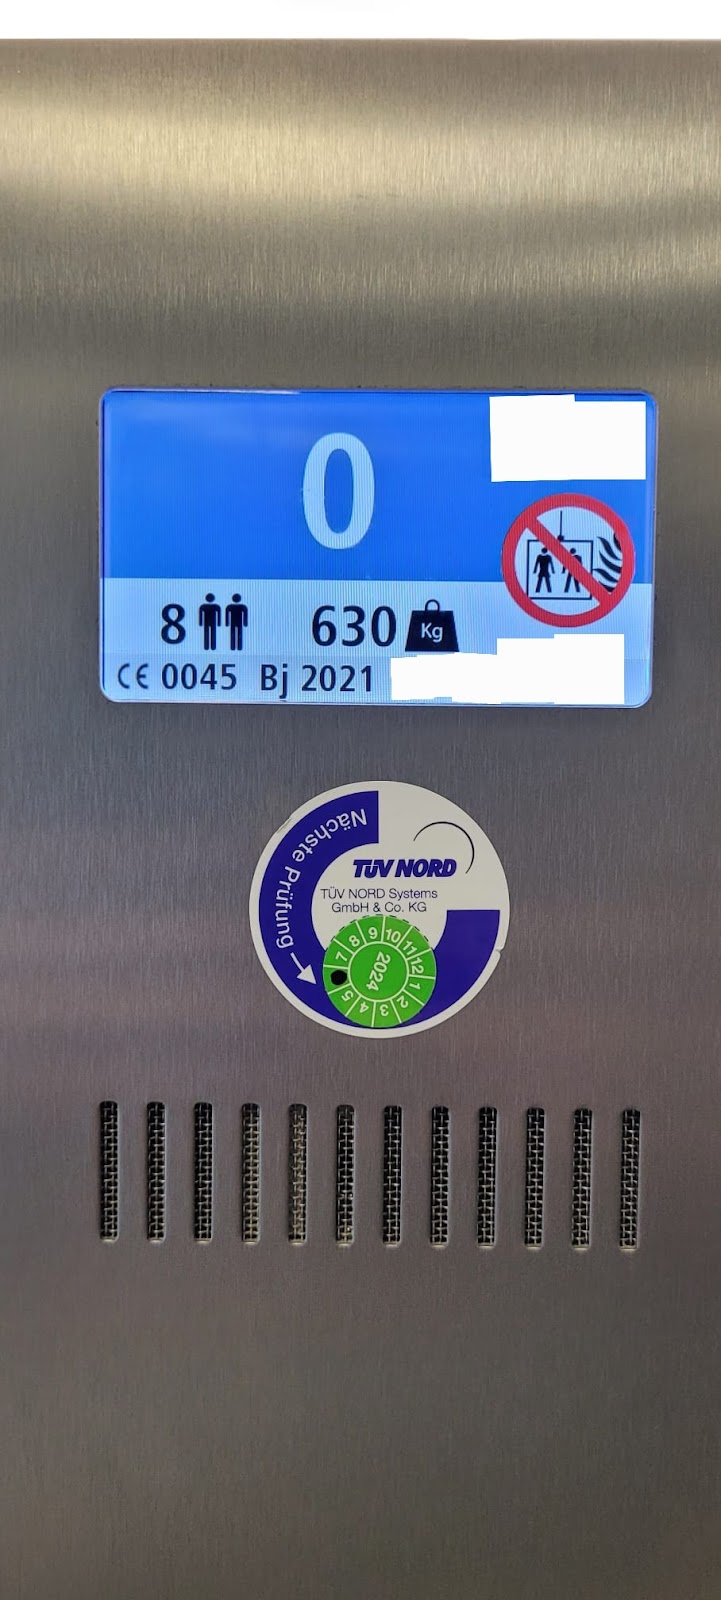 0
8 630 Kg
CE 0045 Bj 2021
Nächste Prüfung
TÜV NORD
TÜV NORD Systems
GmbH & Co. KG
7 8 9 10 11 12 1 2 3 4 5
2024